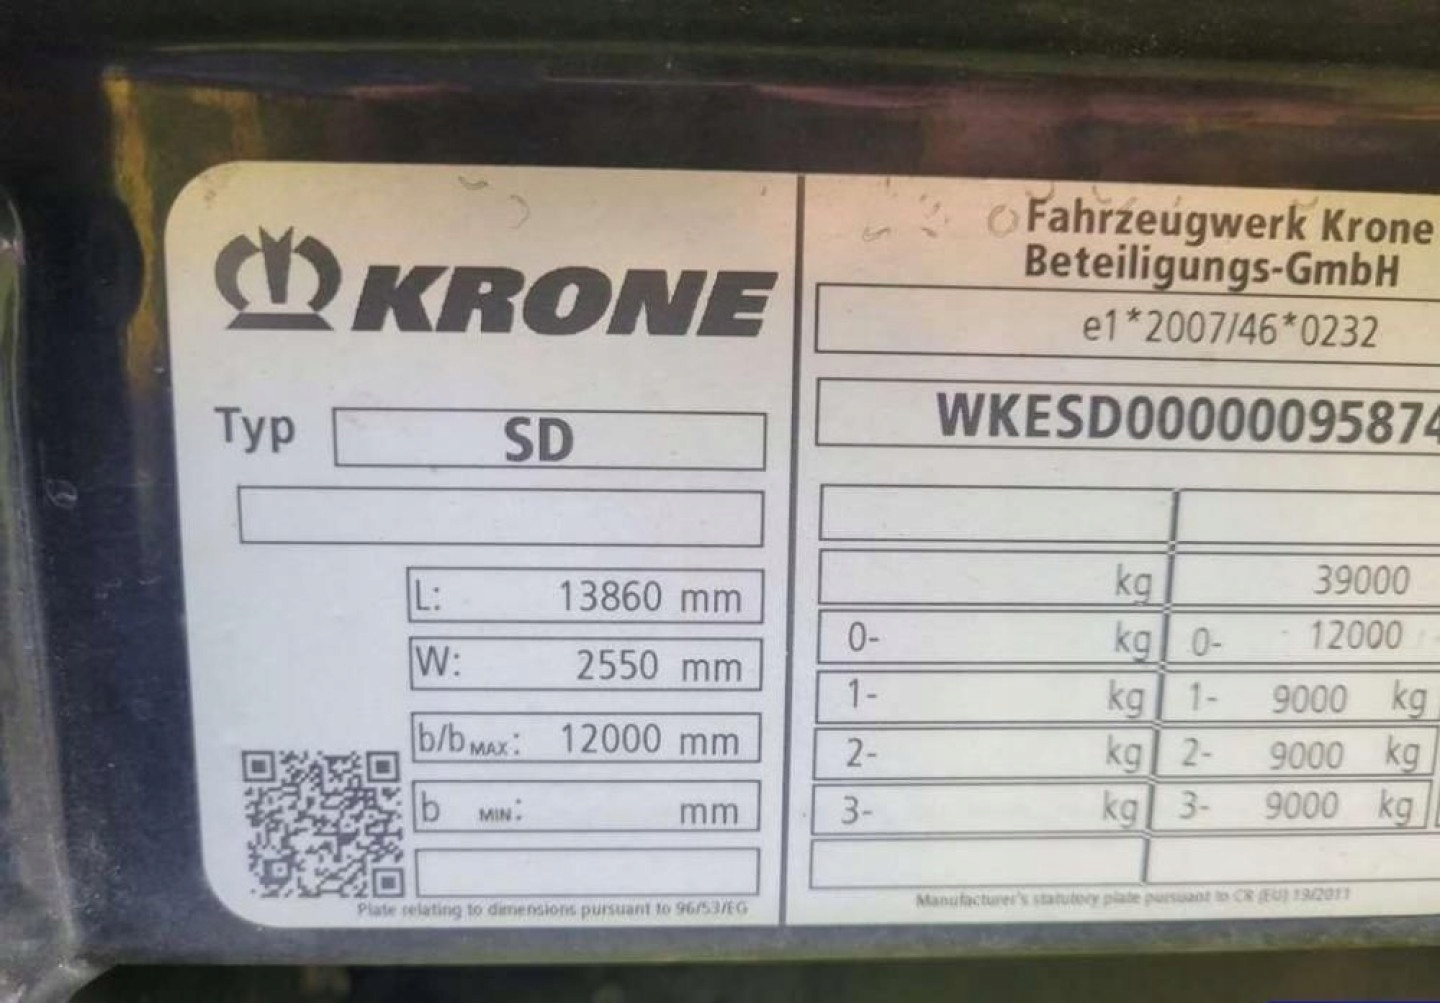 KRONE
Typ SD
L: 13860 mm
W: 2550 mm
b/b MAX: 12000 mm
b MIN: mm
Plate relating to dimensions pursuant to 96/53/EG
Fahrzeugwerk Krone
Beteiligungs-GmbH
e1*2007/46*0232
WKESD00000095874
kg 39000
0- kg 0- 12000
1- kg 1- 9000 kg
2- kg 2- 9000 kg
3- kg 3- 9000 kg
Manufacturer's statutory plate pursuant to CR (EU) 19/2011